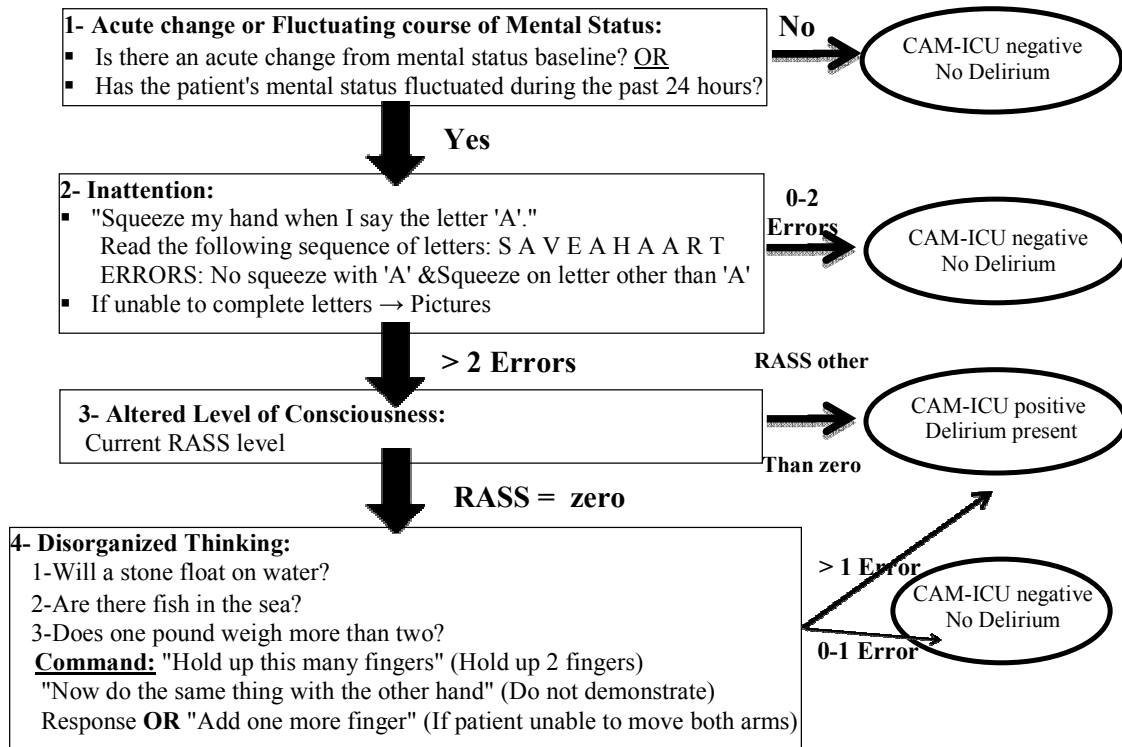 1- Acute change or Fluctuating course of Mental Status:
▪ Is there an acute change from mental status baseline? OR
▪ Has the patient's mental status fluctuated during the past 24 hours?
No
CAM-ICU negative
No Delirium
Yes
2- Inattention:
▪ "Squeeze my hand when I say the letter 'A'."
Read the following sequence of letters: S A V E A H A A R T
ERRORS: No squeeze with 'A' &Squeeze on letter other than 'A'
▪ If unable to complete letters → Pictures
0-2
Errors
CAM-ICU negative
No Delirium
> 2 Errors
3- Altered Level of Consciousness:
Current RASS level
RASS other
Than zero
CAM-ICU positive
Delirium present
RASS = zero
4- Disorganized Thinking:
1-Will a stone float on water?
2-Are there fish in the sea?
3-Does one pound weigh more than two?
Command: "Hold up this many fingers" (Hold up 2 fingers)
"Now do the same thing with the other hand" (Do not demonstrate)
Response OR "Add one more finger" (If patient unable to move both arms)
> 1 Error
0-1 Error
CAM-ICU negative
No Delirium